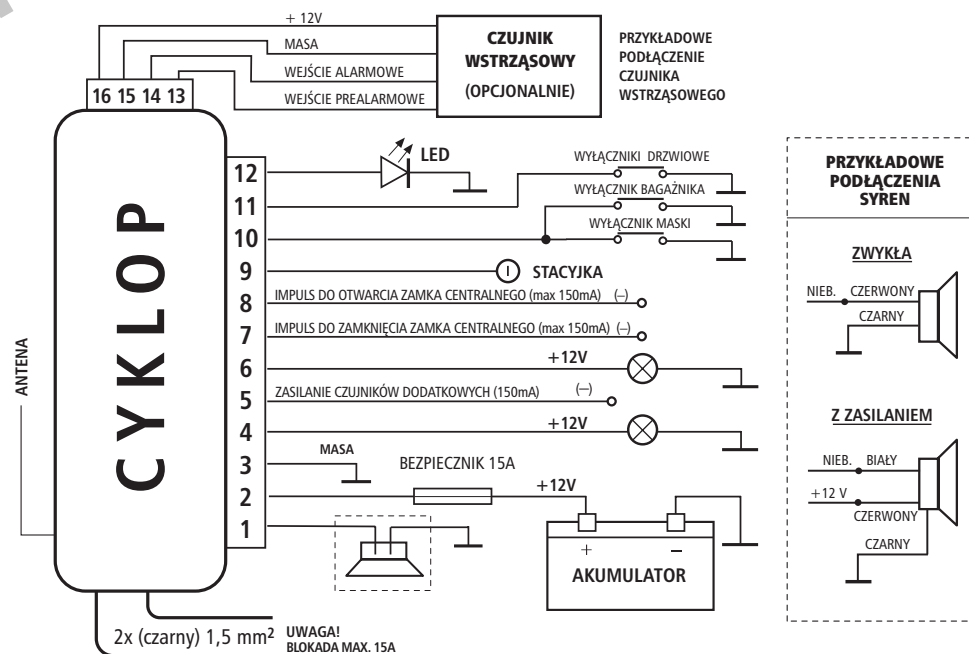 + 12V
MASA
WEJŚCIE ALARMOWE
WEJŚCIE PREALARMOWE
CZUJNIK
WSTRZĄSOWY
(OPCJONALNIE)
PRZYKŁADOWE
PODŁĄCZENIE
CZUJNIKA
WSTRZĄSOWEGO
16 15 14 13
CYKLOP
ANTENA
12
LED
11
WYŁĄCZNIKI DRZWIOWE
WYŁĄCZNIK BAGAŻNIKA
10
WYŁĄCZNIK MASKI
9
STACYJKA
8
IMPULS DO OTWARCIA ZAMKA CENTRALNEGO (max 150mA) (–)
7
IMPULS DO ZAMKNIĘCIA ZAMKA CENTRALNEGO (max 150mA) (–)
6
+12V
5
ZASILANIE CZUJNIKÓW DODATKOWYCH (150mA) (–)
4
+12V
3
MASA
2
BEZPIECZNIK 15A
+12V
1
+ –
AKUMULATOR
2x (czarny) 1,5 mm²
UWAGA!
BLOKADA MAX. 15A
PRZYKŁADOWE
PODŁĄCZENIA
SYREN
ZWYKŁA
NIEB. CZERWONY
CZARNY
Z ZASILANIEM
NIEB. BIAŁY
+12 V
CZERWONY
CZARNY